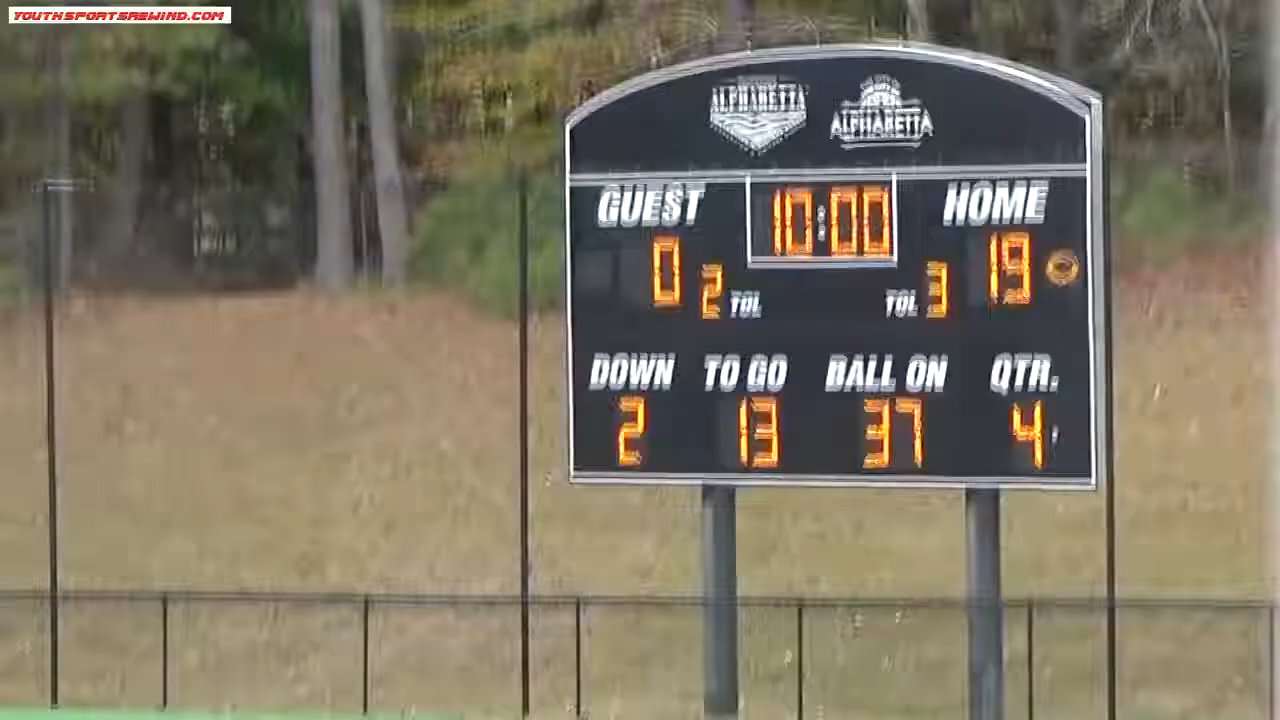 YOUTHSPORTSREWIND.COM
ALPHARETTA
ALPHARETTA
GUEST 10:00 HOME
0 2 TOL TOL 3 19
DOWN TO GO BALL ON QTR.
2 13 37 4